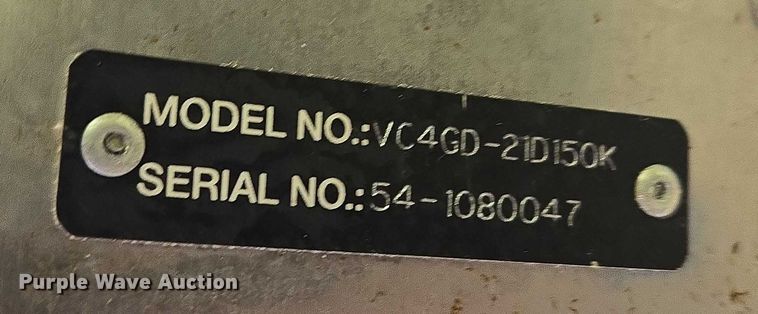 MODEL NO.:VC4GD-21D150K
SERIAL NO.:54-1080047
Purple Wave Auction